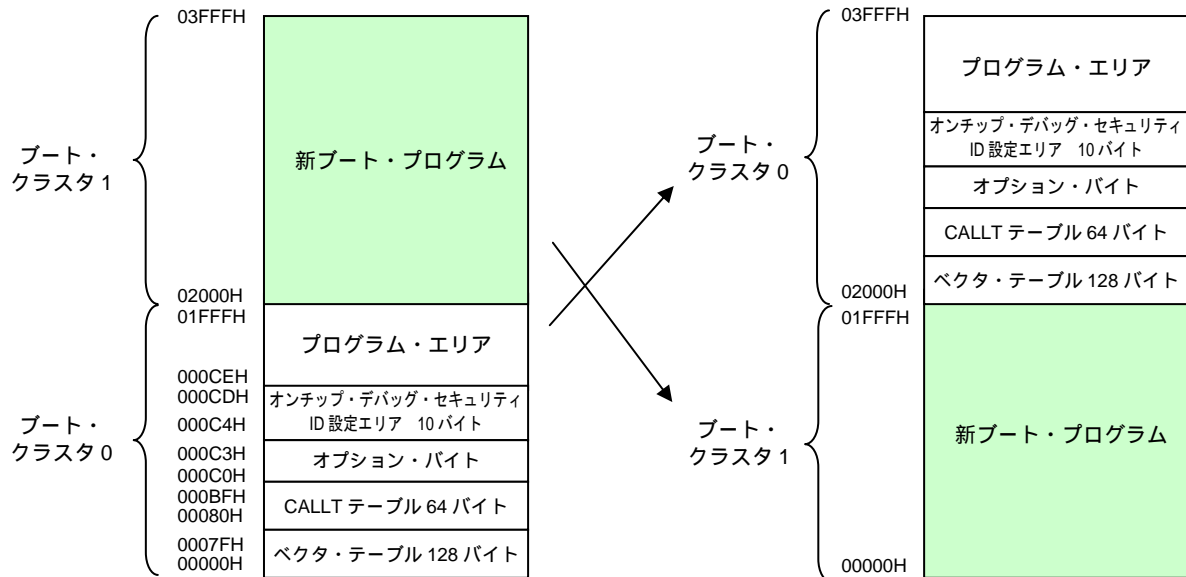 03FFFH
ブート・
クラスタ 1
新ブート・プログラム
02000H
01FFFH
プログラム・エリア
000CEH
000CDH
オンチップ・デバッグ・セキュリティ
ID 設定エリア 10 バイト
000C4H
ブート・
クラスタ 0
000C3H
オプション・バイト
000C0H
000BFH
CALLT テーブル 64 バイト
00080H
0007FH
ベクタ・テーブル 128 バイト
00000H
03FFFH
プログラム・エリア
ブート・
クラスタ 0
オンチップ・デバッグ・セキュリティ
ID 設定エリア 10 バイト
オプション・バイト
CALLT テーブル 64 バイト
ベクタ・テーブル 128 バイト
02000H
01FFFH
ブート・
クラスタ 1
新ブート・プログラム
00000H